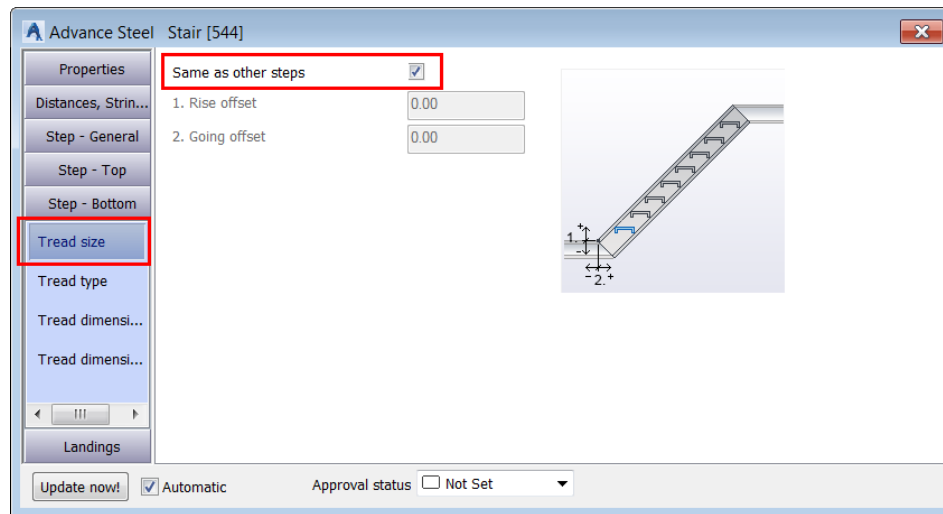 Advance Steel Stair [544]
Properties
Distances, Strin...
Step - General
Step - Top
Step - Bottom
Tread size
Tread type
Tread dimensi...
Tread dimensi...
Landings
Same as other steps
1. Rise offset 0.00
2. Going offset 0.00
1.
+
-
- 2. +
Update now! Automatic Approval status Not Set